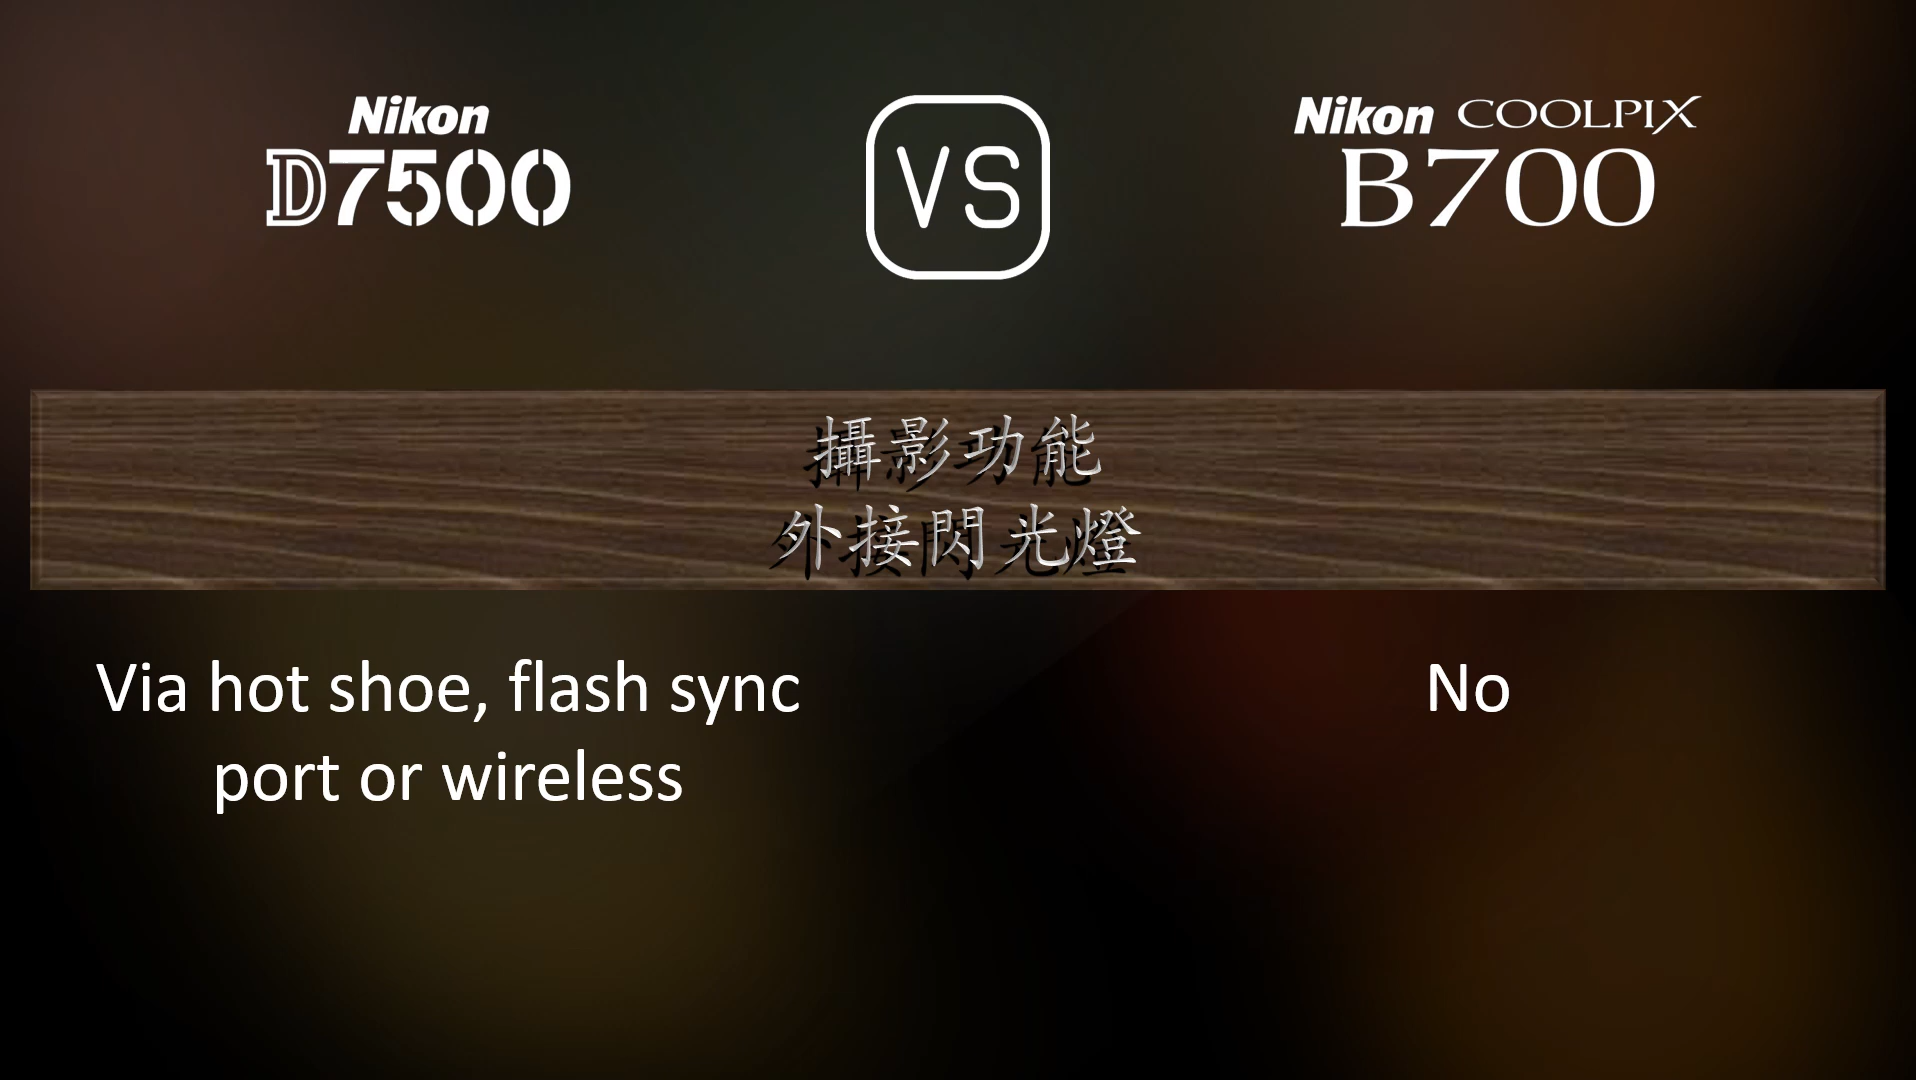 Nikon
D7500
VS
Nikon COOLPIX
B700
攝影功能
外接閃光燈
Via hot shoe, flash sync
port or wireless
No